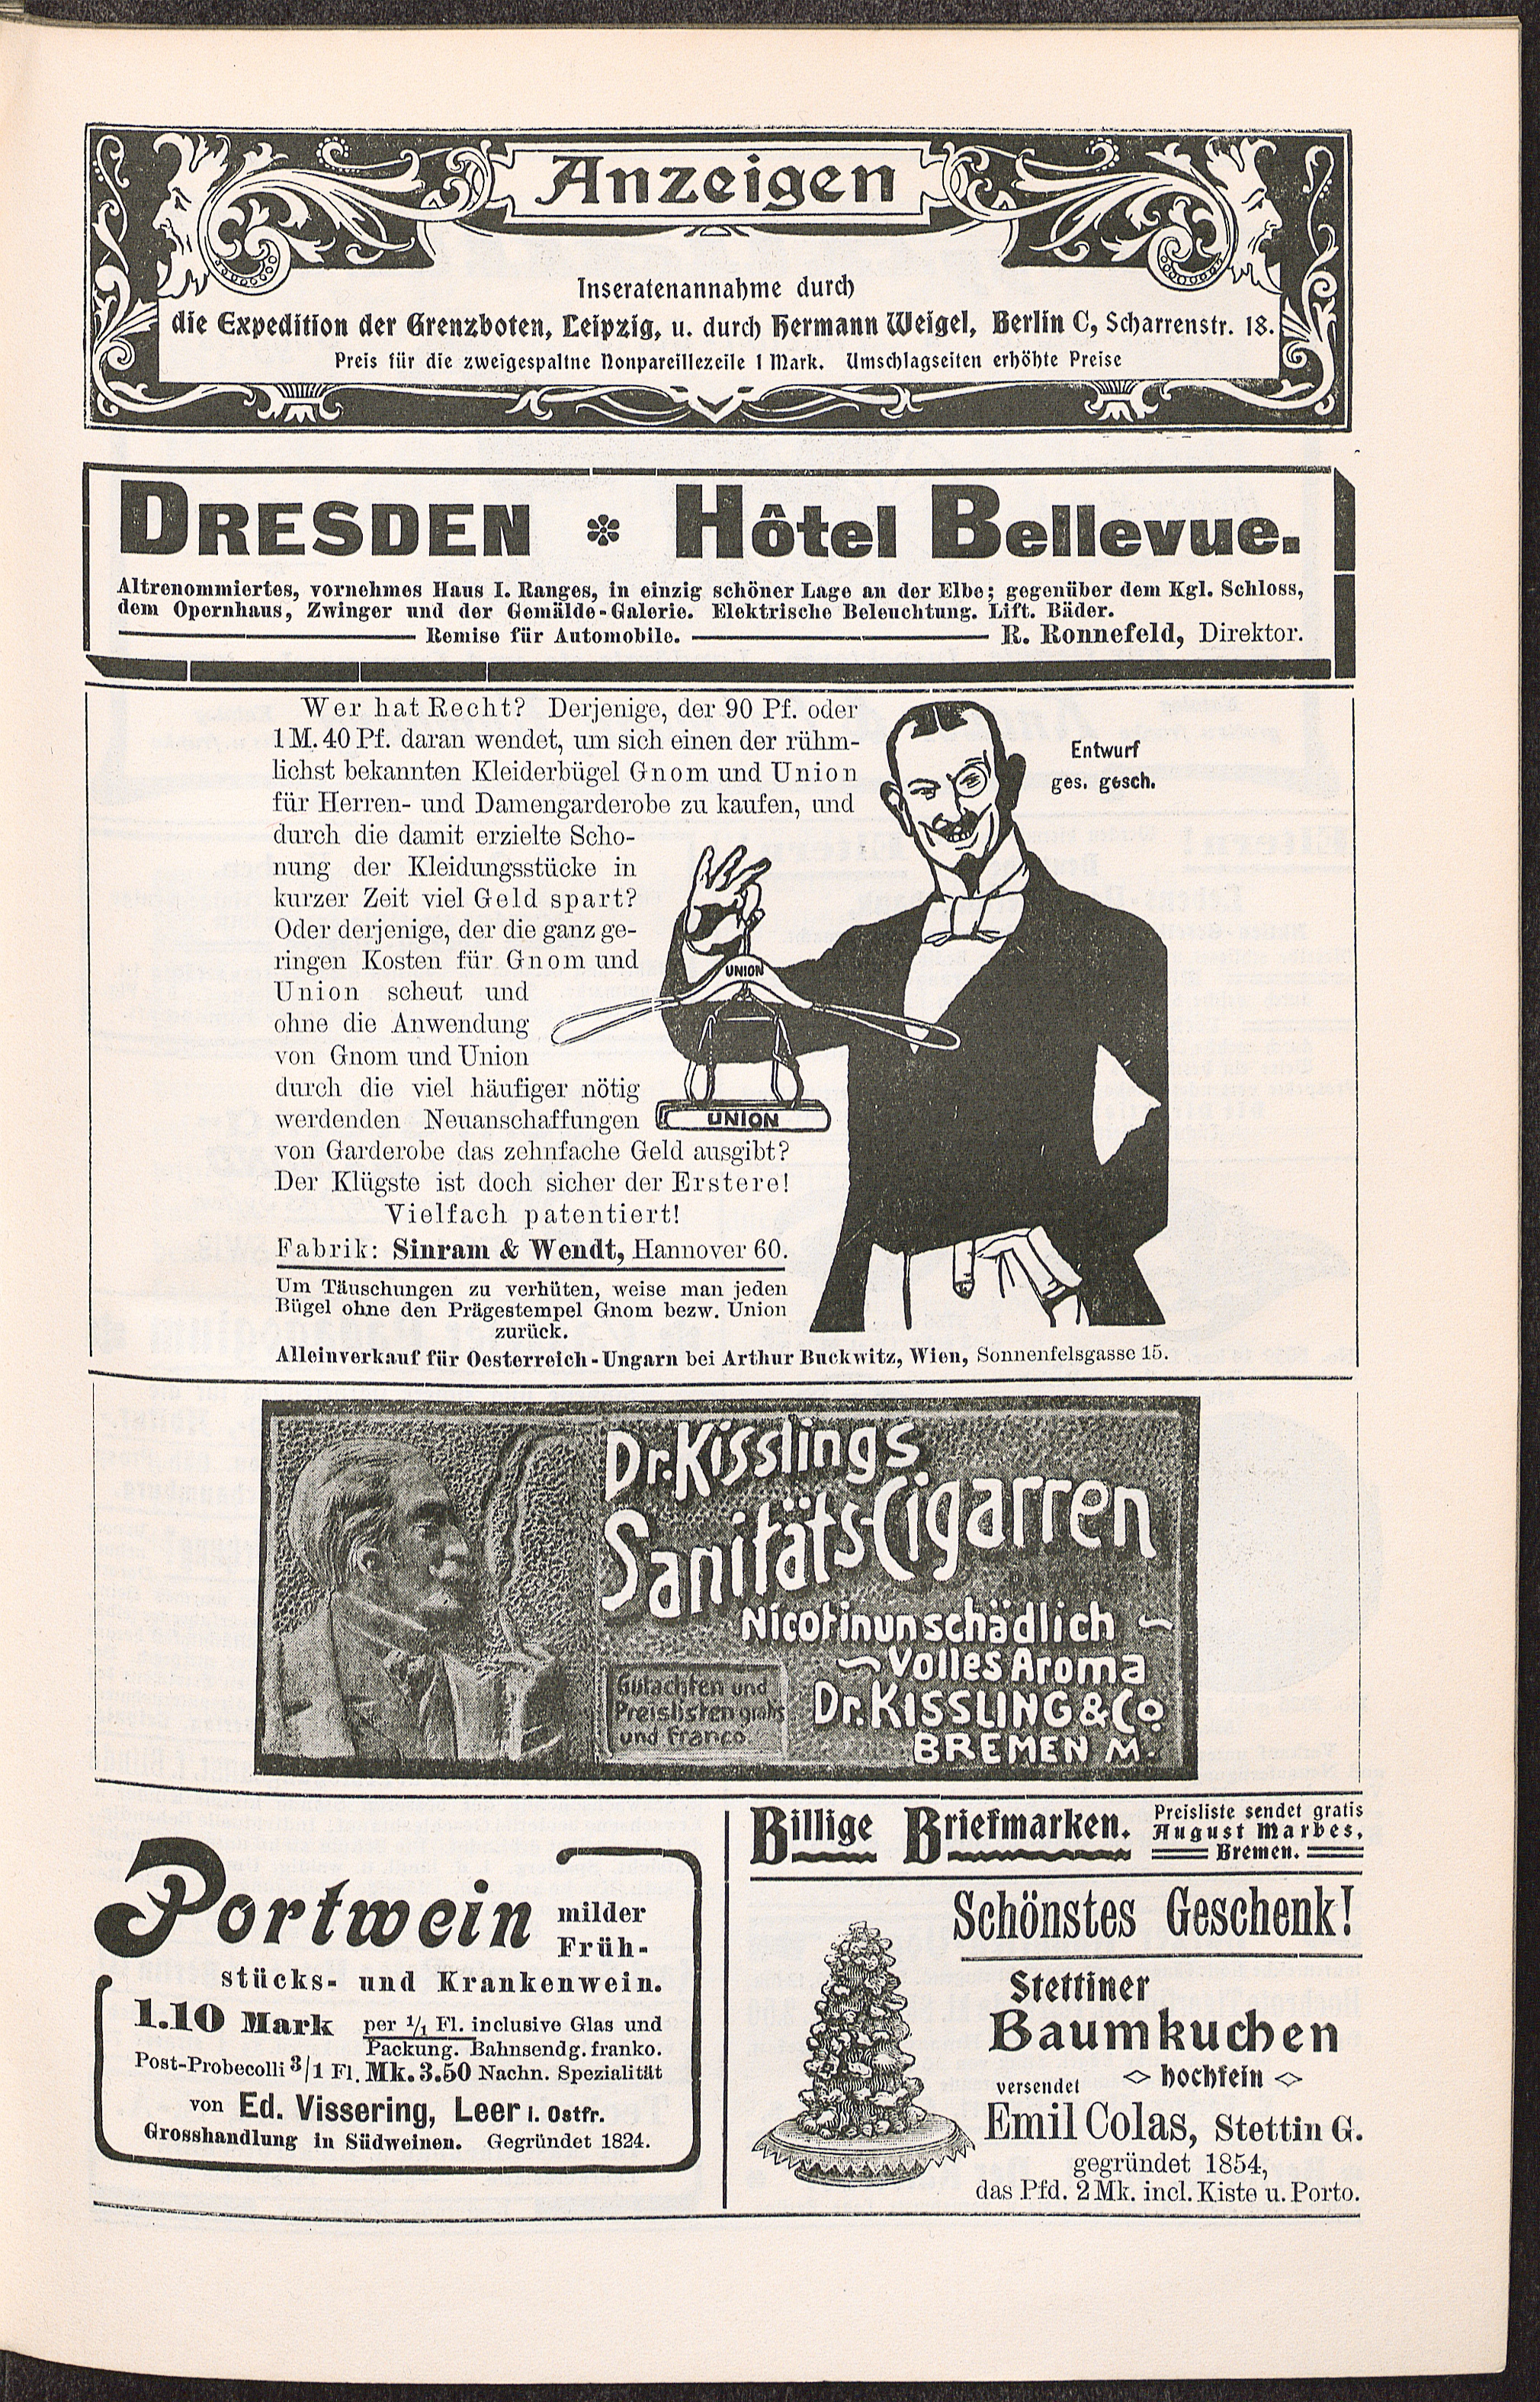 Anzeigen
Inseratenannahme durch
die Expedition der Grenzboten, Leipzig, u. durch Hermann Weigel, Berlin C, Scharrenstr. 18.
Preis für die zweigespaltne Nonpareillezeile 1 Mark. Umschlagseiten erhöhte Preise
DRESDEN * Hôtel Bellevue.
Altrenommiertes, vornehmes Haus I. Ranges, in einzig schöner Lage an der Elbe; gegenüber dem Kgl. Schloss,
dem Opernhaus, Zwinger und der Gemälde-Galerie. Elektrische Beleuchtung. Lift. Bäder.
Remise für Automobile. R. Ronnefeld, Direktor.
Wer hat Recht? Derjenige, der 90 Pf. oder
1 M. 40 Pf. daran wendet, um sich einen der rühm-
lichst bekannten Kleiderbügel Gnom und Union
für Herren- und Damengarderobe zu kaufen, und
durch die damit erzielte Scho-
nung der Kleidungsstücke in
kurzer Zeit viel Geld spart?
Oder derjenige, der die ganz ge-
ringen Kosten für Gnom und
Union scheut und
ohne die Anwendung
von Gnom und Union
durch die viel häufiger nötig
werdenden Neuanschaffungen
von Garderobe das zehnfache Geld ausgibt?
Der Klügste ist doch sicher der Erstere!
Vielfach patentiert!
Fabrik: Sinram & Wendt, Hannover 60.
Um Täuschungen zu verhüten, weise man jeden
Bügel ohne den Prägestempel Gnom bezw. Union
zurück.
Alleinverkauf für Oesterreich-Ungarn bei Arthur Buckwitz, Wien, Sonnenfelsgasse 15.
Entwurf
ges. gesch.
UNION
UNION
Dr. Kisslings
Sanitäts-Cigarren
Nicotinunschädlich ~
~ Volles Aroma
Dr. KISSLING & Co
BREMEN M.
Gutachten und
Preislisten gratis
und franco
Portwein milder
Früh-
stücks- und Krankenwein.
1.10 Mark per 1/1 Fl. inclusive Glas und
Packung. Bahnsendg. franko.
Post-Probecolli 3/1 Fl. Mk. 3.50 Nachn. Spezialität
von Ed. Vissering, Leer i. Ostfr.
Grosshandlung in Südweinen. Gegründet 1824.
Billige Briefmarken. Preisliste sendet gratis
August Marbes,
Bremen.
Schönstes Geschenk!
Stettiner
Baumkuchen
versendet hochfein
Emil Colas, Stettin G.
gegründet 1854,
das Pfd. 2 Mk. incl. Kiste u. Porto.